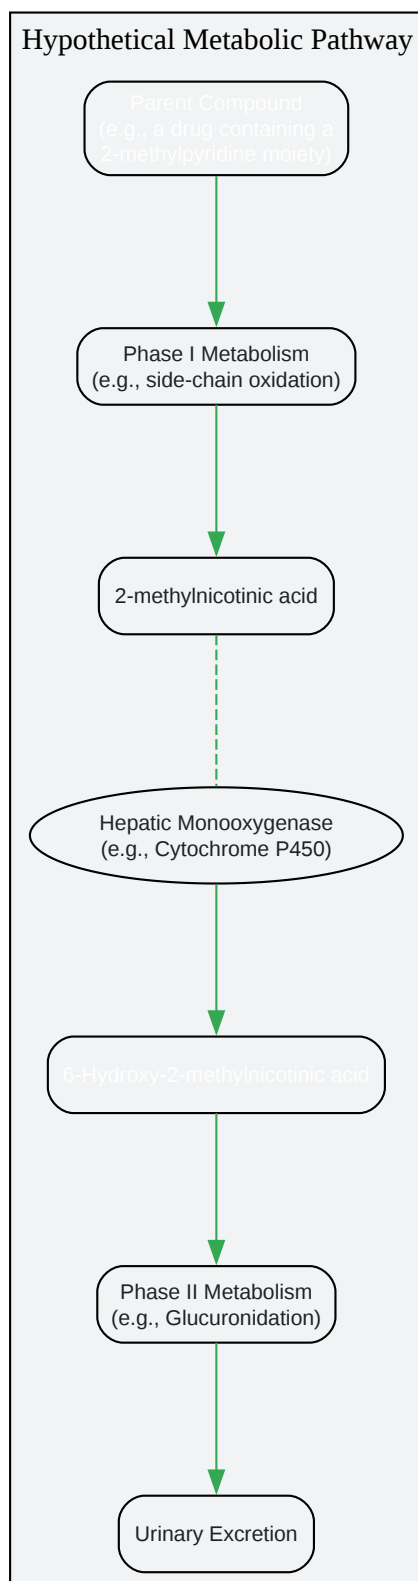 Hypothetical Metabolic Pathway
Parent Compound
(e.g., a drug containing a
2-methylpyridine moiety)
Phase I Metabolism
(e.g., side-chain oxidation)
2-methylnicotinic acid
Hepatic Monooxygenase
(e.g., Cytochrome P450)
6-Hydroxy-2-methylnicotinic acid
Phase II Metabolism
(e.g., Glucuronidation)
Urinary Excretion